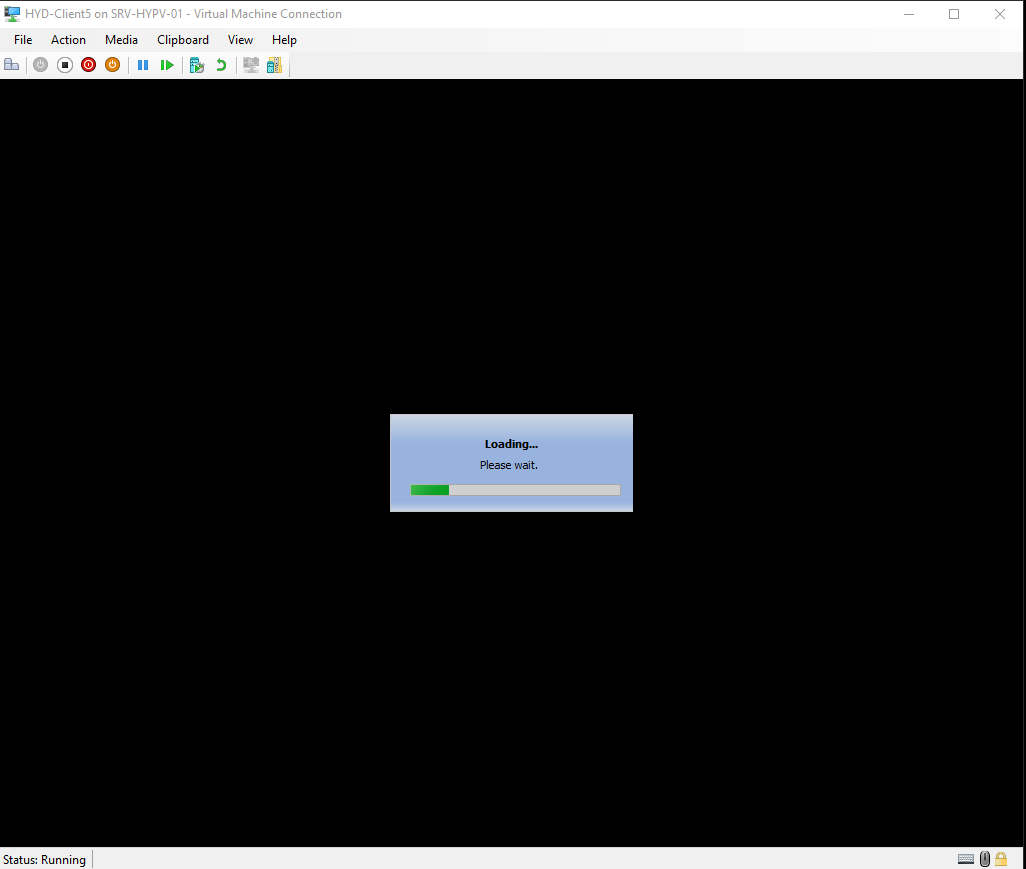 HYD-Client5 on SRV-HYPV-01 - Virtual Machine Connection
File Action Media Clipboard View Help
Loading...
Please wait.
Status: Running